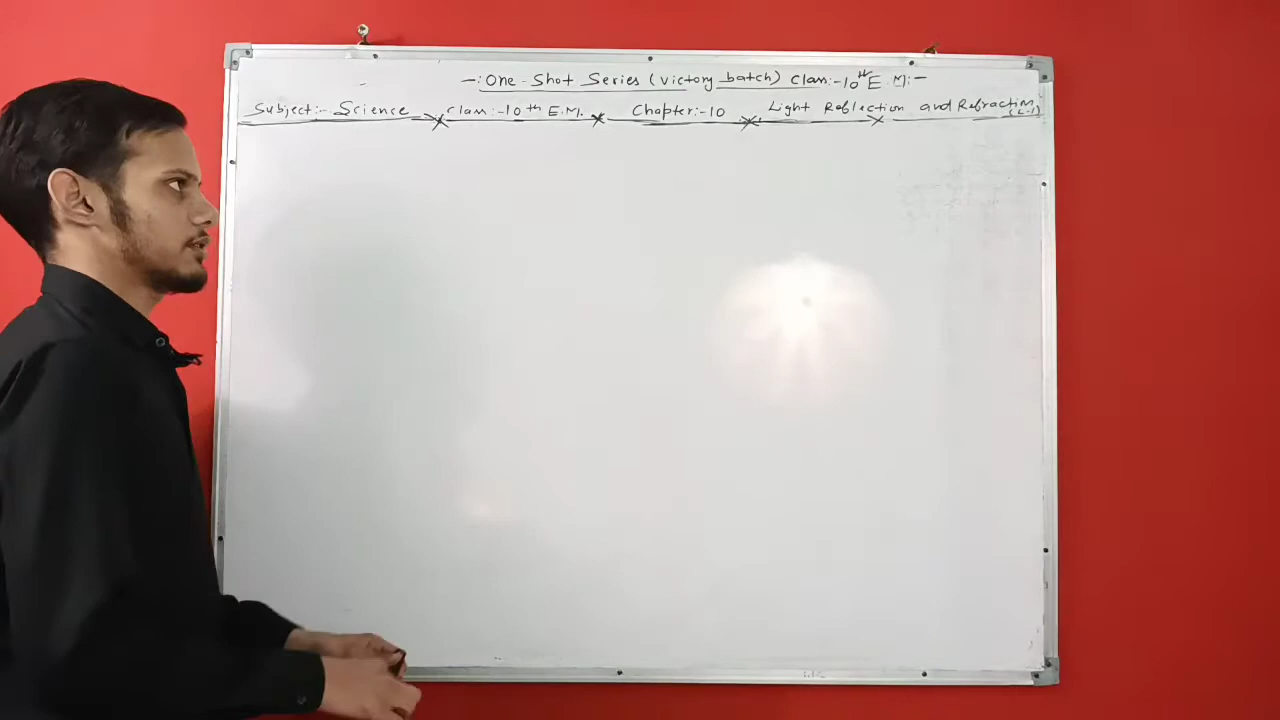 -: One-Shot Series (Victory batch) Class:-10th E.M:-
Subject:- Science Class:-10th E.M. Chapter:-10 Light Reflection and Refraction
(L-1)